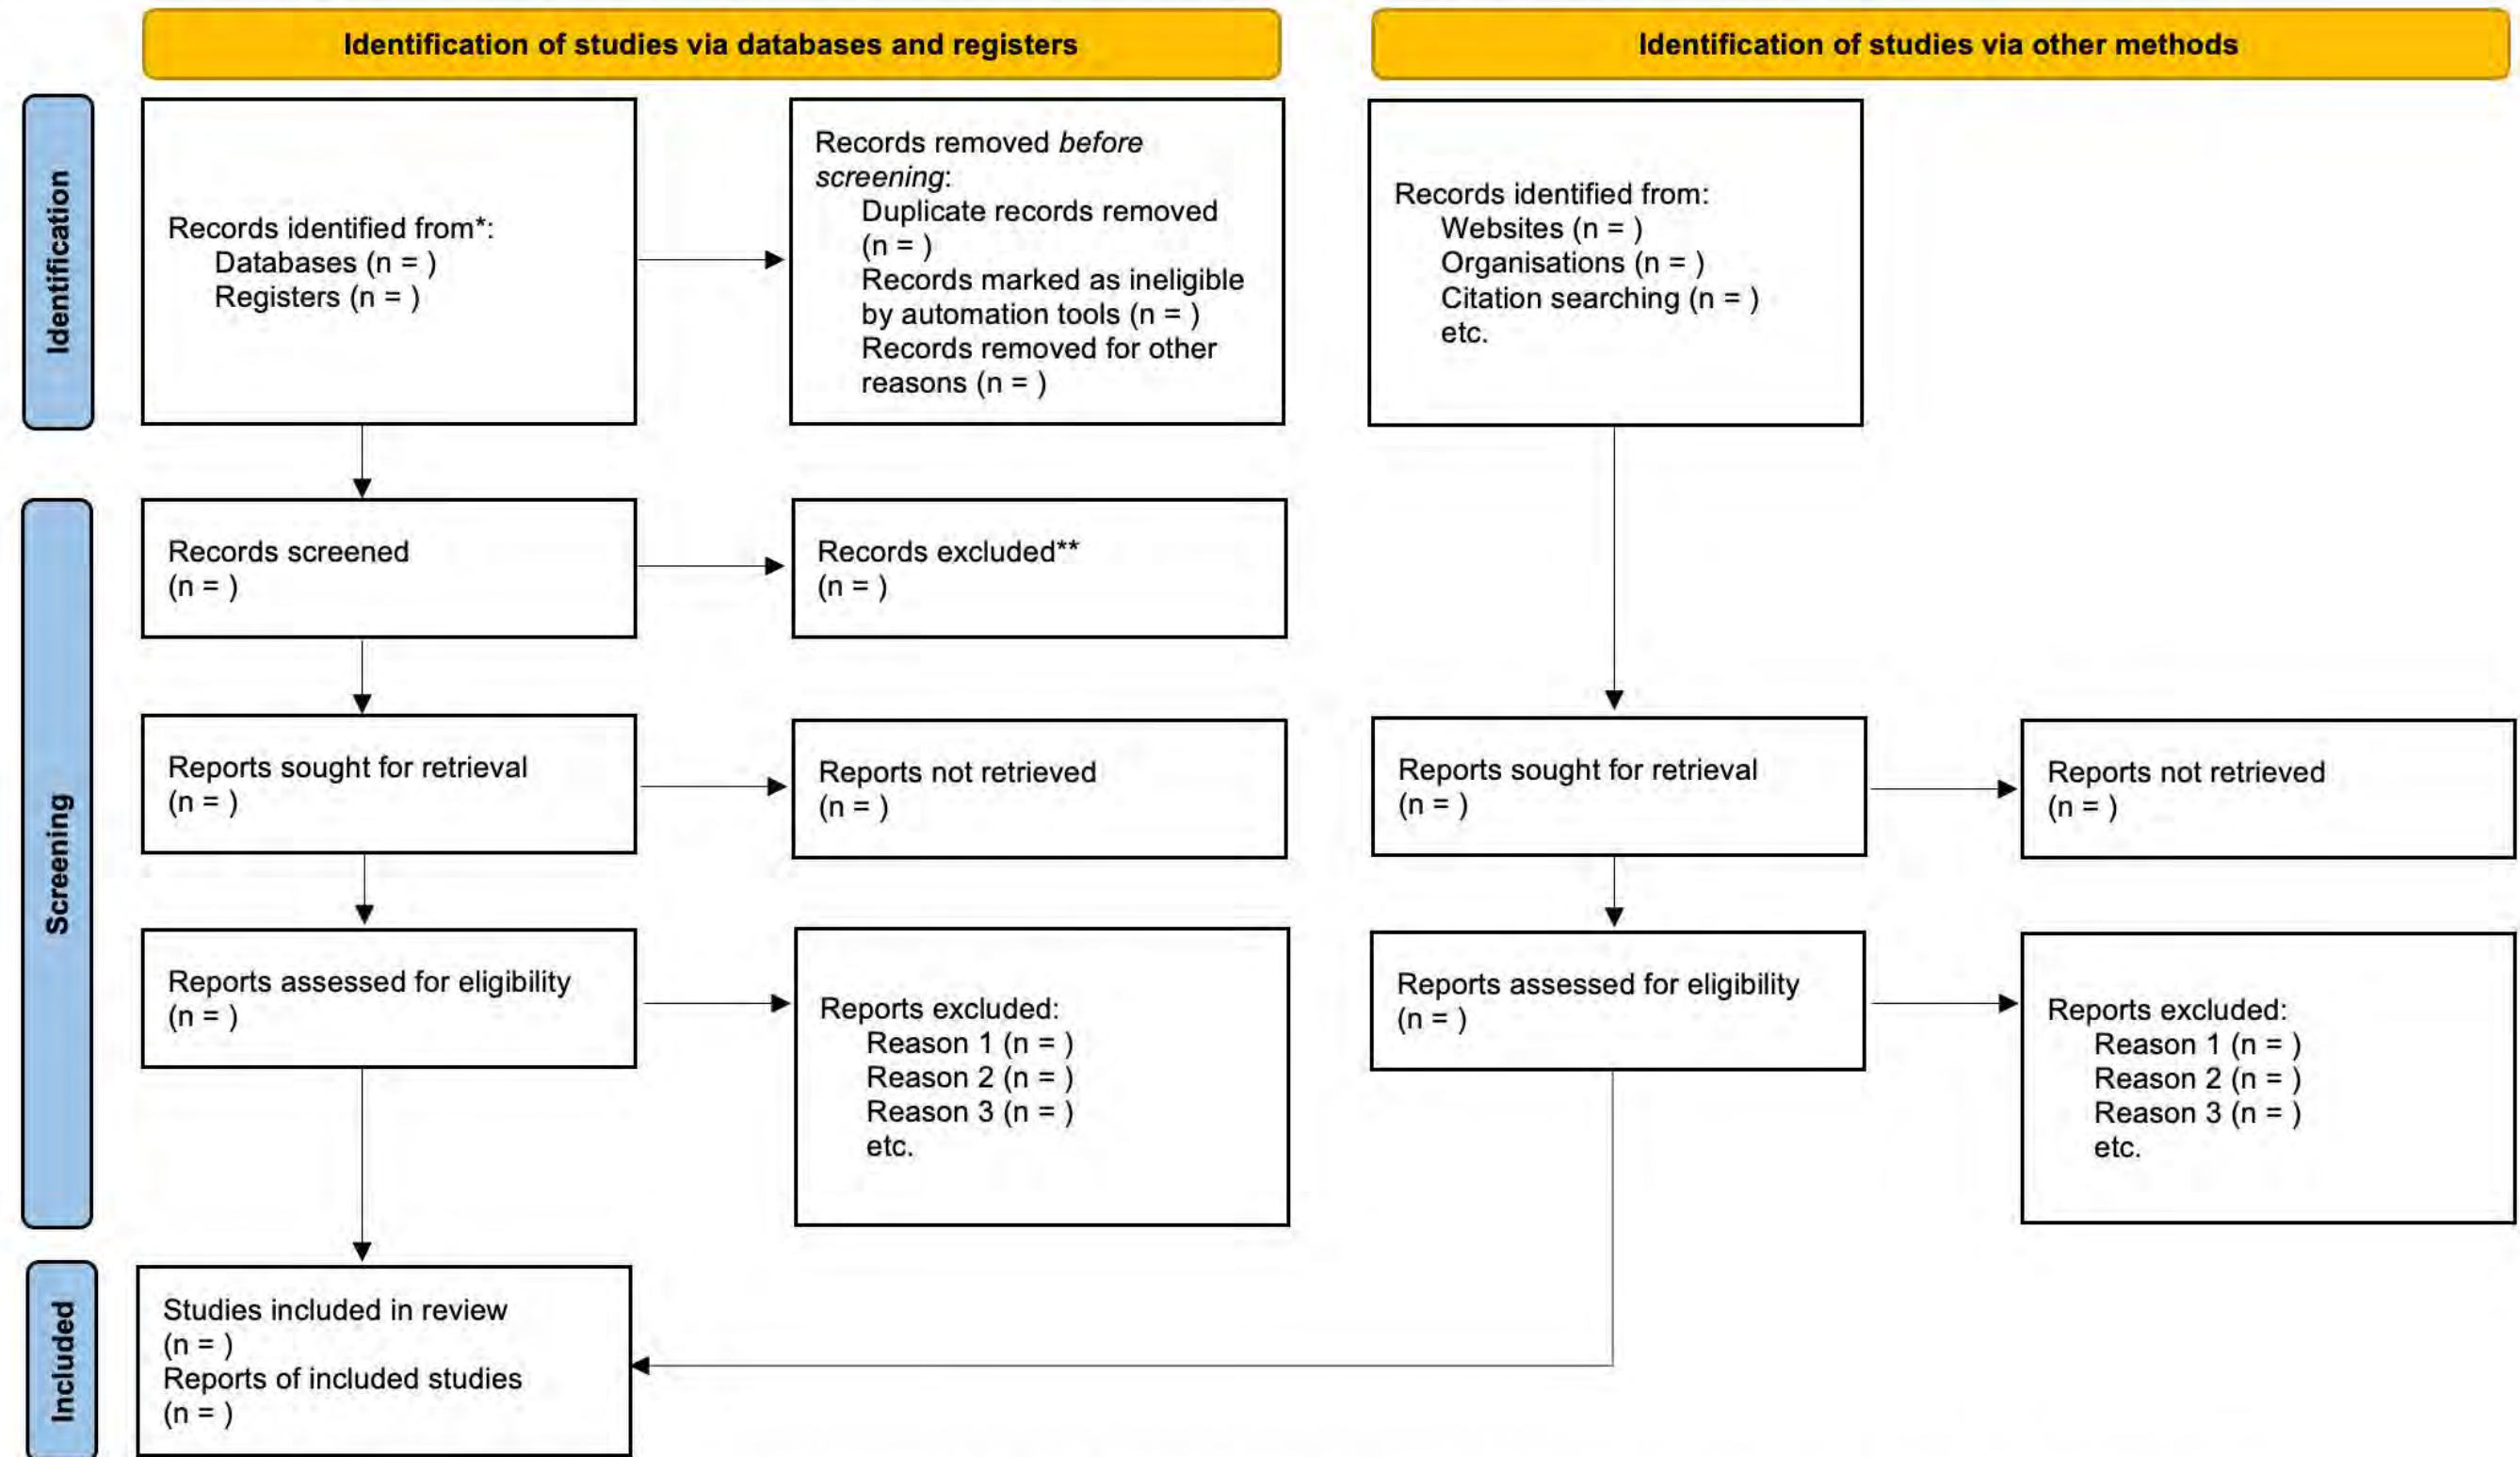 Identification of studies via databases and registers
Identification of studies via other methods
Identification
Records identified from*:
Databases (n = )
Registers (n = )
Records removed before
screening:
Duplicate records removed
(n = )
Records marked as ineligible
by automation tools (n = )
Records removed for other
reasons (n = )
Records identified from:
Websites (n = )
Organisations (n = )
Citation searching (n = )
etc.
Screening
Records screened
(n = )
Records excluded**
(n = )
Reports sought for retrieval
(n = )
Reports not retrieved
(n = )
Reports sought for retrieval
(n = )
Reports not retrieved
(n = )
Reports assessed for eligibility
(n = )
Reports excluded:
Reason 1 (n = )
Reason 2 (n = )
Reason 3 (n = )
etc.
Reports assessed for eligibility
(n = )
Reports excluded:
Reason 1 (n = )
Reason 2 (n = )
Reason 3 (n = )
etc.
Included
Studies included in review
(n = )
Reports of included studies
(n = )